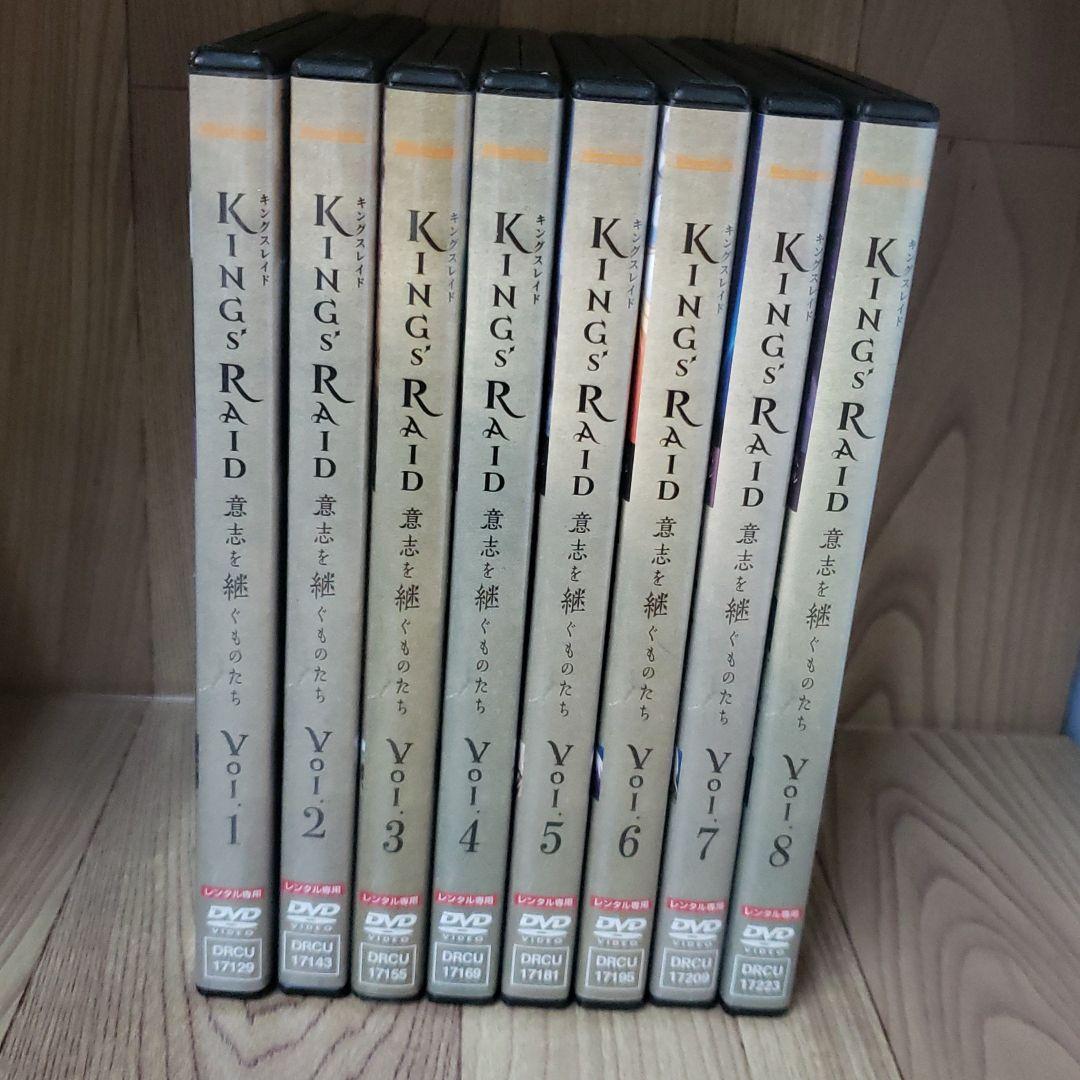 キングスレイド
KING'S RAID
意志を継ぐものたち
Vol.1
レンタル専用
DVD
VIDEO
DRCU
17129
キングスレイド
KING'S RAID
意志を継ぐものたち
Vol.2
レンタル専用
DVD
VIDEO
DRCU
17143
キングスレイド
KING'S RAID
意志を継ぐものたち
Vol.3
レンタル専用
DVD
VIDEO
DRCU
17155
キングスレイド
KING'S RAID
意志を継ぐものたち
Vol.4
レンタル専用
DVD
VIDEO
DRCU
17169
キングスレイド
KING'S RAID
意志を継ぐものたち
Vol.5
レンタル専用
DVD
VIDEO
DRCU
17181
キングスレイド
KING'S RAID
意志を継ぐものたち
Vol.6
レンタル専用
DVD
VIDEO
DRCU
17195
キングスレイド
KING'S RAID
意志を継ぐものたち
Vol.7
レンタル専用
DVD
VIDEO
DRCU
17209
キングスレイド
KING'S RAID
意志を継ぐものたち
Vol.8
レンタル専用
DVD
VIDEO
DRCU
17223